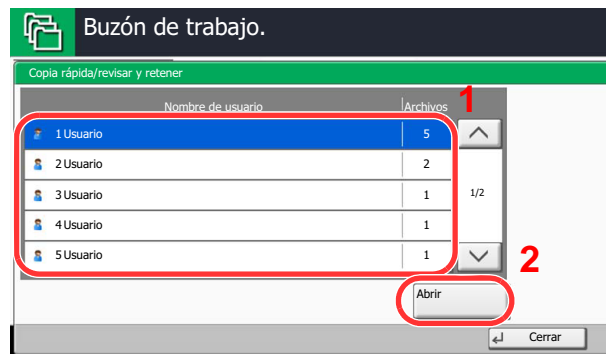 Buzón de trabajo.
Copia rápida/revisar y retener
Nombre de usuario Archivos 1
1 Usuario 5
2 Usuario 2
3 Usuario 1 1/2
4 Usuario 1
5 Usuario 1 2
Abrir
Cerrar